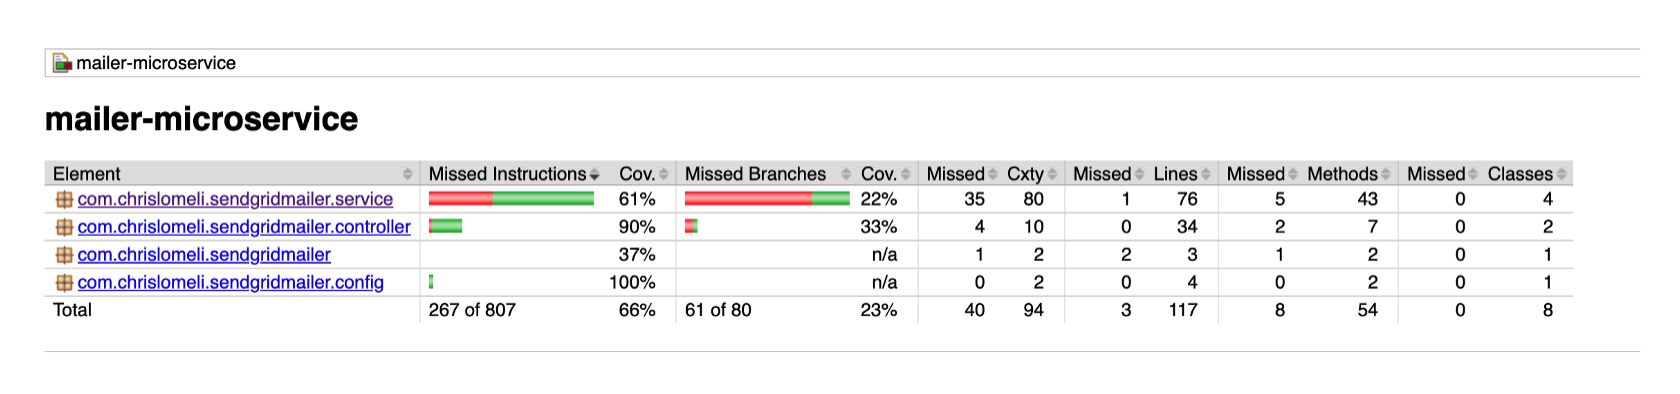 mailer-microservice
mailer-microservice
Element Missed Instructions Cov. Missed Branches Cov. Missed Cxty Missed Lines Missed Methods Missed Classes
com.chrislomeli.sendgridmailer.service 61% 22% 35 80 1 76 5 43 0 4
com.chrislomeli.sendgridmailer.controller 90% 33% 4 10 0 34 2 7 0 2
com.chrislomeli.sendgridmailer 37% n/a 1 2 2 3 1 2 0 1
com.chrislomeli.sendgridmailer.config 100% n/a 0 2 0 4 0 2 0 1
Total 267 of 807 66% 61 of 80 23% 40 94 3 117 8 54 0 8